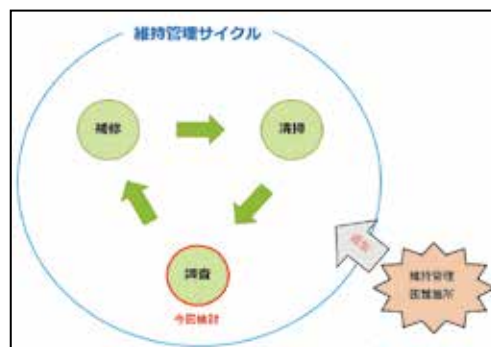 維持管理サイクル
補修
清掃
調査
今回検討
維持管理
困難箇所